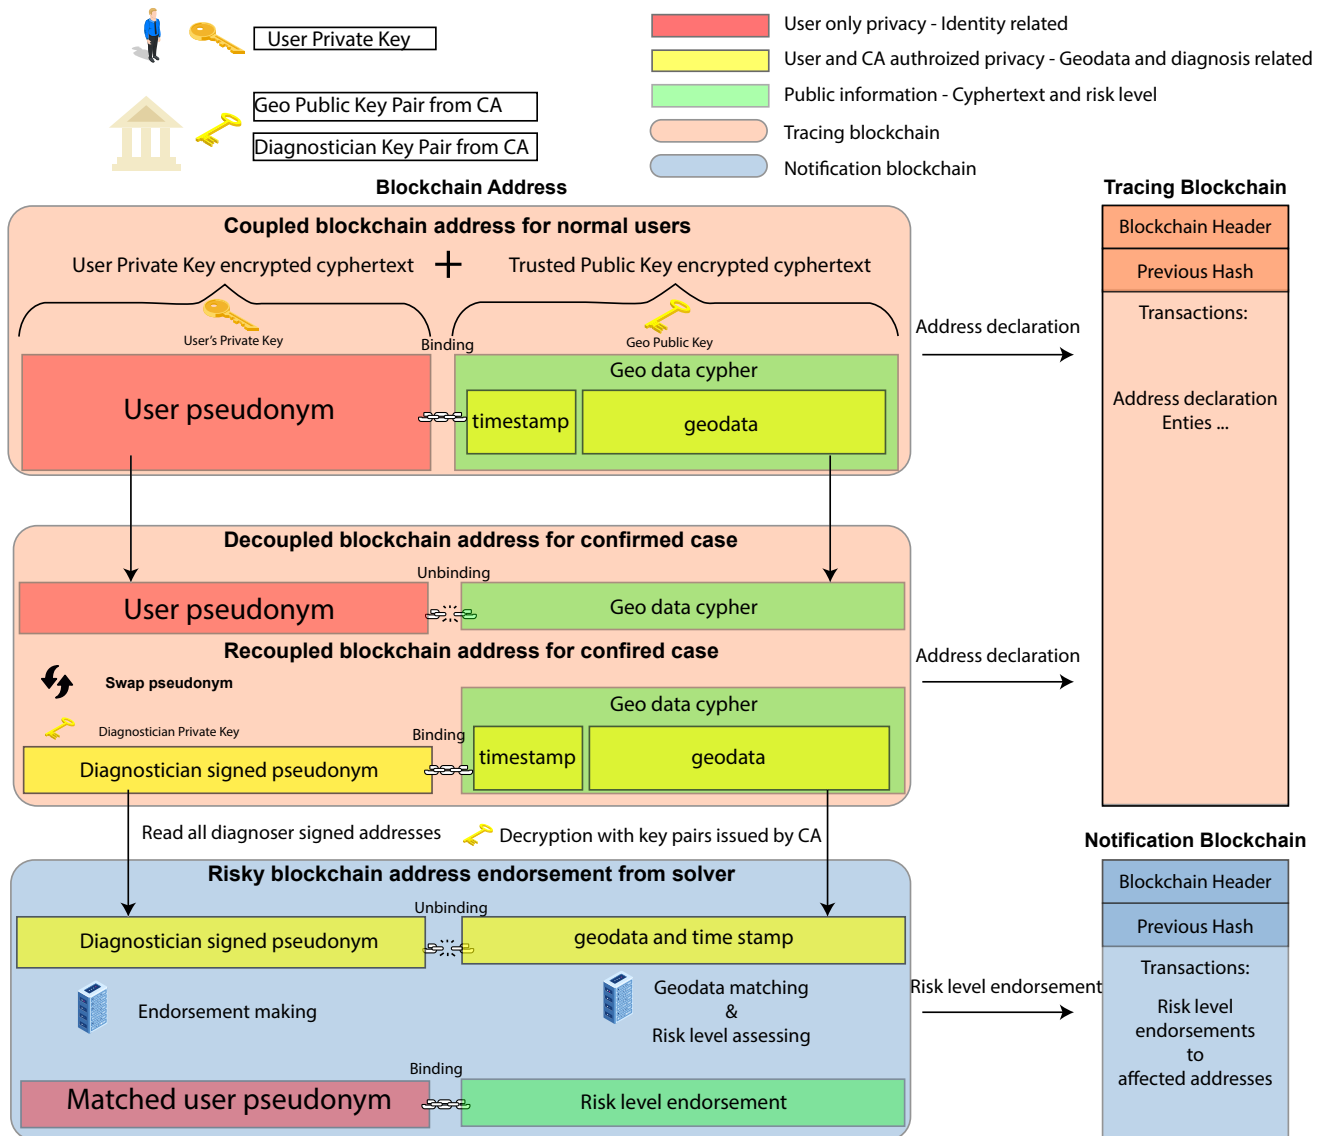 User Private Key
Geo Public Key Pair from CA
Diagnostician Key Pair from CA
User only privacy - Identity related
User and CA authroized privacy - Geodata and diagnosis related
Public information - Cyphertext and risk level
Tracing blockchain
Notification blockchain
Blockchain Address
Coupled blockchain address for normal users
User Private Key encrypted cyphertext
+
Trusted Public Key encrypted cyphertext
User's Private Key
Binding
Geo Public Key
User pseudonym
Geo data cypher
timestamp
geodata
Address declaration
Decoupled blockchain address for confirmed case
Unbinding
User pseudonym
Geo data cypher
Recoupled blockchain address for confired case
Swap pseudonym
Diagnostician Private Key
Binding
Diagnostician signed pseudonym
Geo data cypher
timestamp
geodata
Address declaration
Read all diagnoser signed addresses
Decryption with key pairs issued by CA
Risky blockchain address endorsement from solver
Unbinding
Diagnostician signed pseudonym
geodata and time stamp
Endorsement making
Geodata matching
&
Risk level assessing
Binding
Matched user pseudonym
Risk level endorsement
Risk level endorsement
Tracing Blockchain
Blockchain Header
Previous Hash
Transactions:
Address declaration
Enties ...
Notification Blockchain
Blockchain Header
Previous Hash
Transactions:
Risk level
endorsements
to
affected addresses